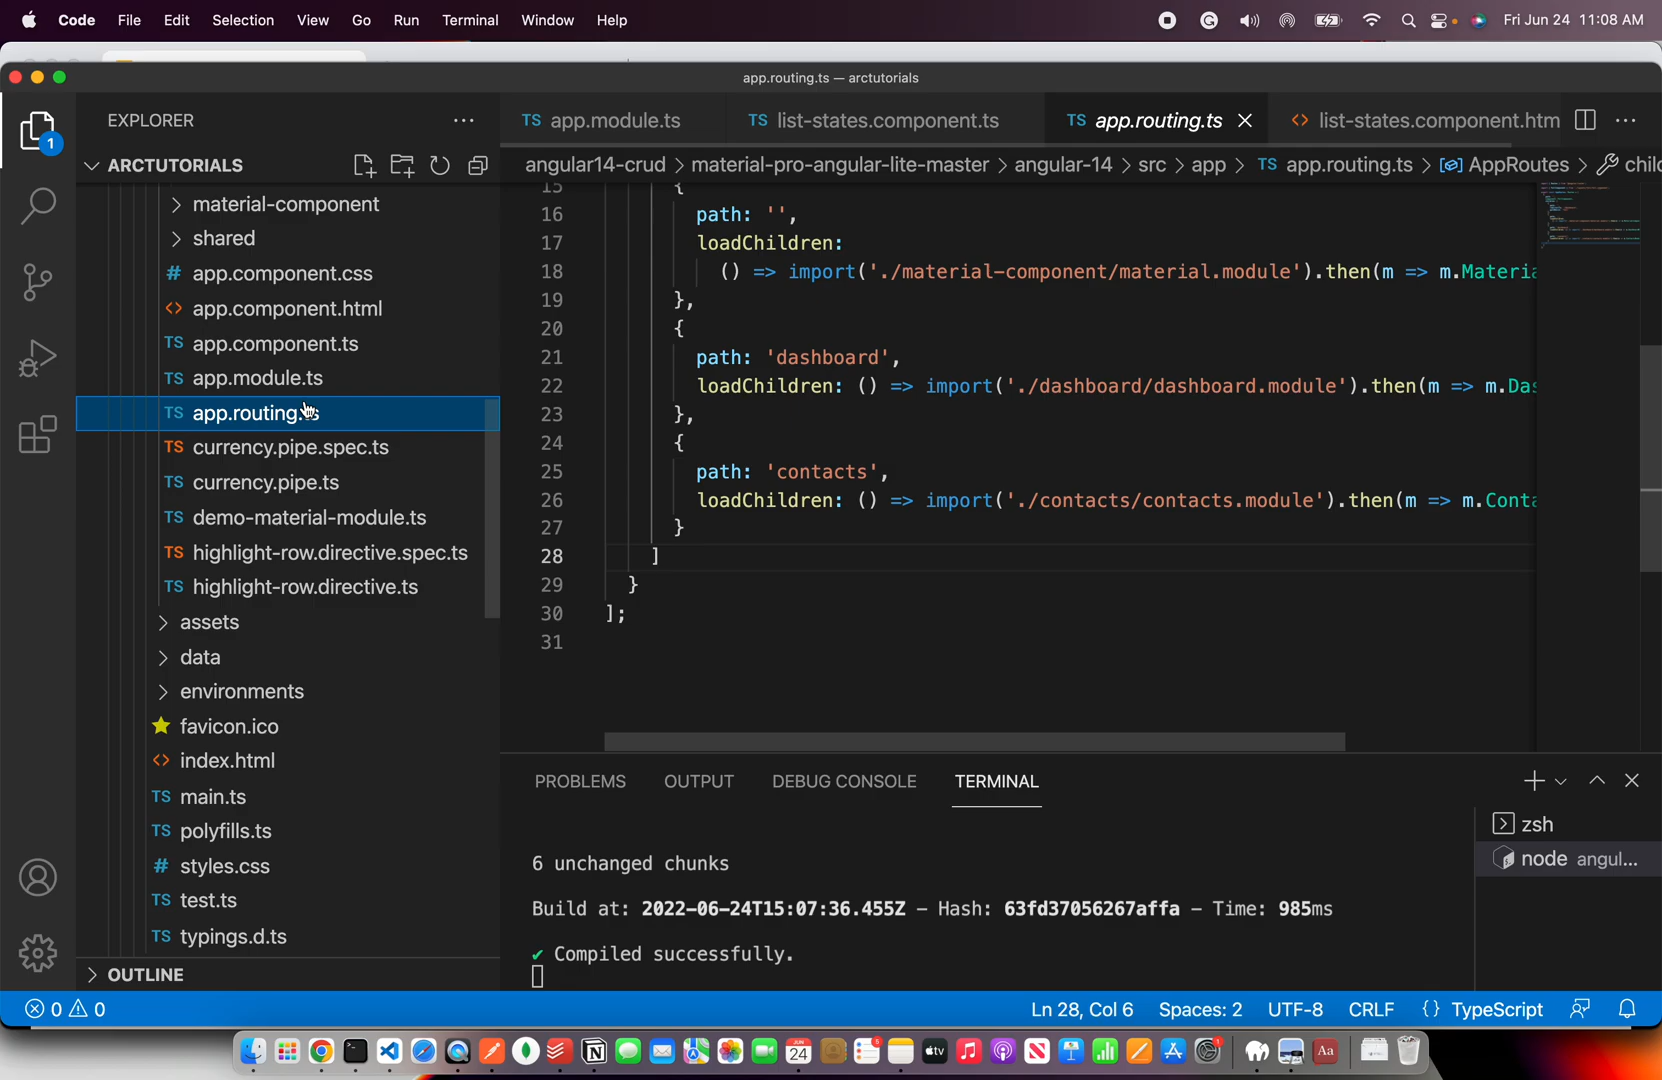 Code File Edit Selection View Go Run Terminal Window Help Fri Jun 24 11:08 AM
app.routing.ts — arctutorials
EXPLORER
TS app.module.ts TS list-states.component.ts TS app.routing.ts <> list-states.component.htm
ARCTUTORIALS
angular14-crud > material-pro-angular-lite-master > angular-14 > src > app > TS app.routing.ts > AppRoutes > chil
1
material-component
shared
# app.component.css
<> app.component.html
TS app.component.ts
TS app.module.ts
TS app.routing.ts
TS currency.pipe.spec.ts
TS currency.pipe.ts
TS demo-material-module.ts
TS highlight-row.directive.spec.ts
TS highlight-row.directive.ts
assets
data
environments
favicon.ico
<> index.html
TS main.ts
TS polyfills.ts
# styles.css
TS test.ts
TS typings.d.ts
OUTLINE
15 {
16 path: '',
17 loadChildren:
18 () => import('./material-component/material.module').then(m => m.Materia
19 },
20 {
21 path: 'dashboard',
22 loadChildren: () => import('./dashboard/dashboard.module').then(m => m.Das
23 },
24 {
25 path: 'contacts',
26 loadChildren: () => import('./contacts/contacts.module').then(m => m.Conta
27 }
28 ]
29 }
30 ];
31
PROBLEMS OUTPUT DEBUG CONSOLE TERMINAL
zsh
node angul...
6 unchanged chunks
Build at: 2022-06-24T15:07:36.455Z - Hash: 63fd37056267affa - Time: 985ms
✔ Compiled successfully.
0 0 Ln 28, Col 6 Spaces: 2 UTF-8 CRLF {} TypeScript
JUN
24
5
tv
1
Aa